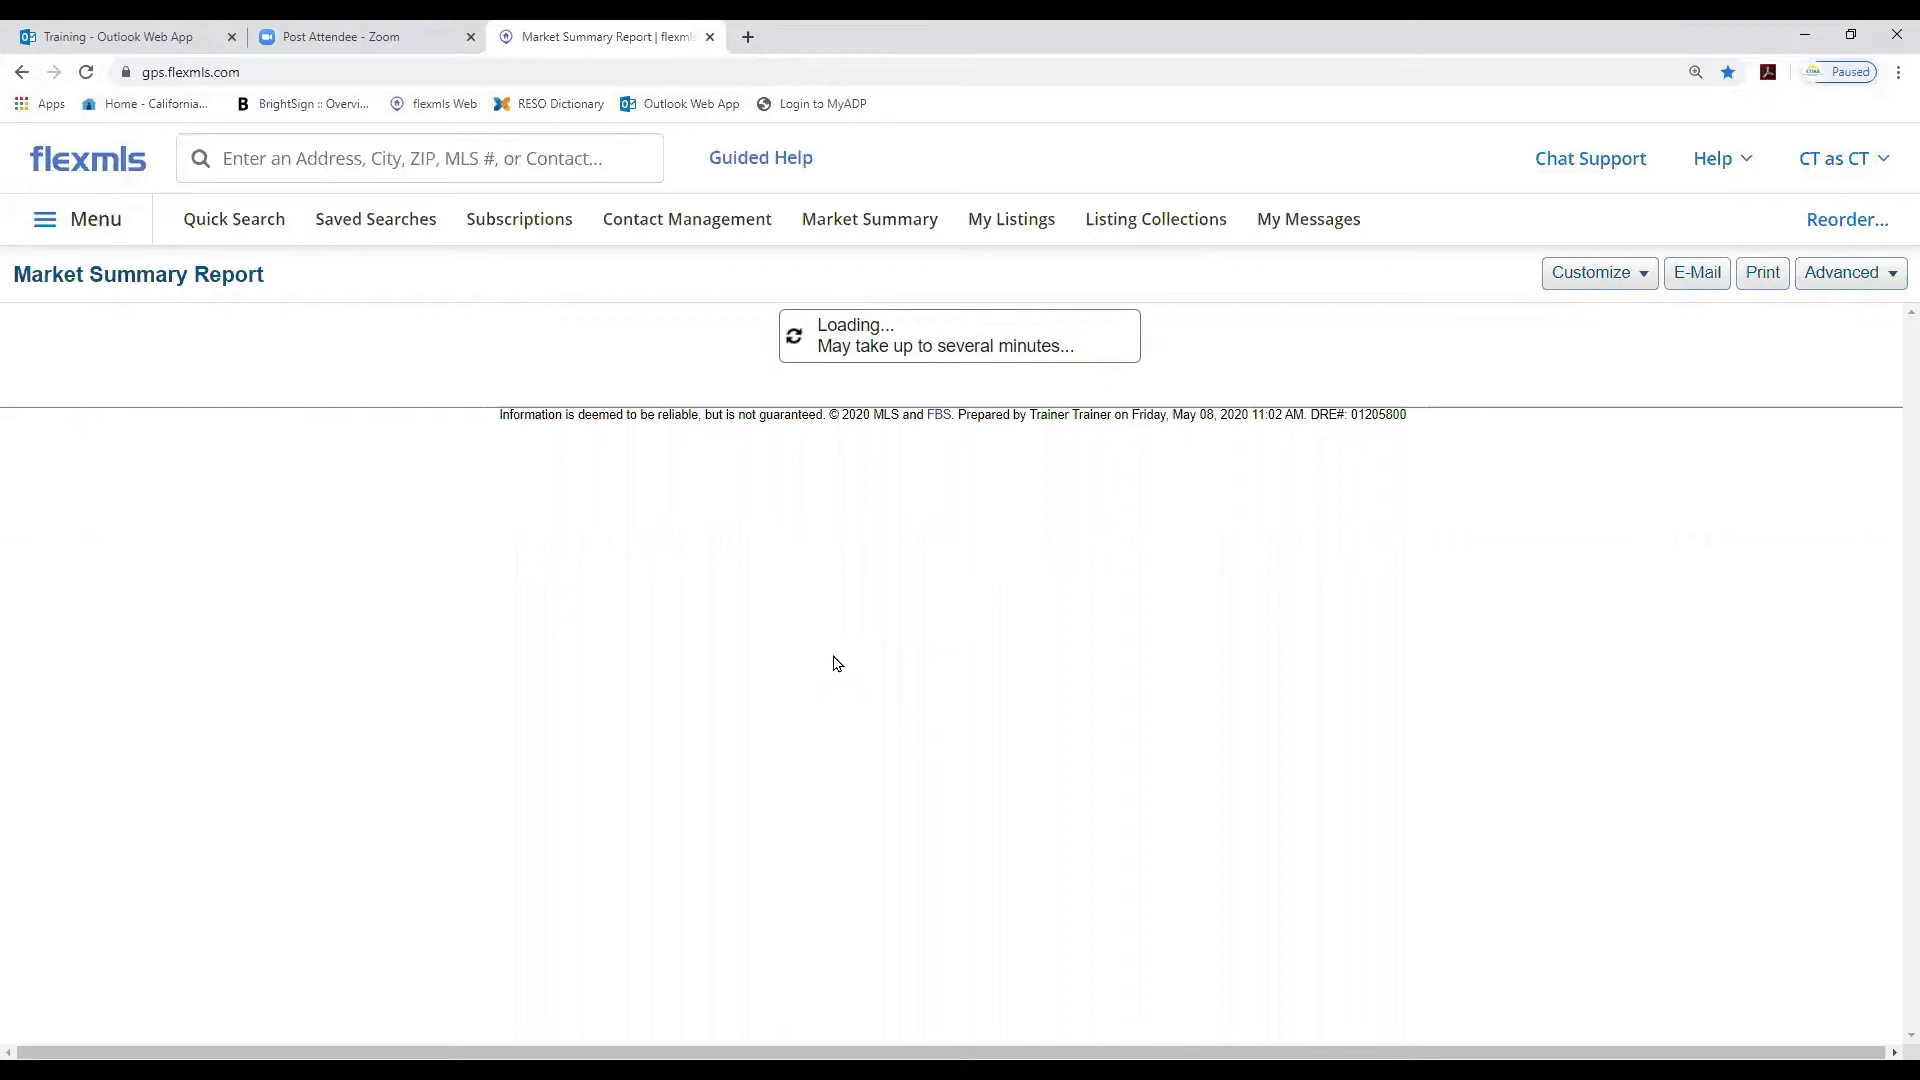 Training - Outlook Web App
Post Attendee - Zoom
Market Summary Report | flexml
gps.flexmls.com
Paused
Apps
Home - California...
B BrightSign :: Overvi...
flexmls Web
RESO Dictionary
Outlook Web App
Login to MyADP
flexmls
Enter an Address, City, ZIP, MLS #, or Contact...
Guided Help
Chat Support
Help
CT as CT
Menu
Quick Search
Saved Searches
Subscriptions
Contact Management
Market Summary
My Listings
Listing Collections
My Messages
Reorder...
Market Summary Report
Customize
E-Mail
Print
Advanced
Loading...
May take up to several minutes...
Information is deemed to be reliable, but is not guaranteed. © 2020 MLS and FBS. Prepared by Trainer Trainer on Friday, May 08, 2020 11:02 AM. DRE#: 01205800